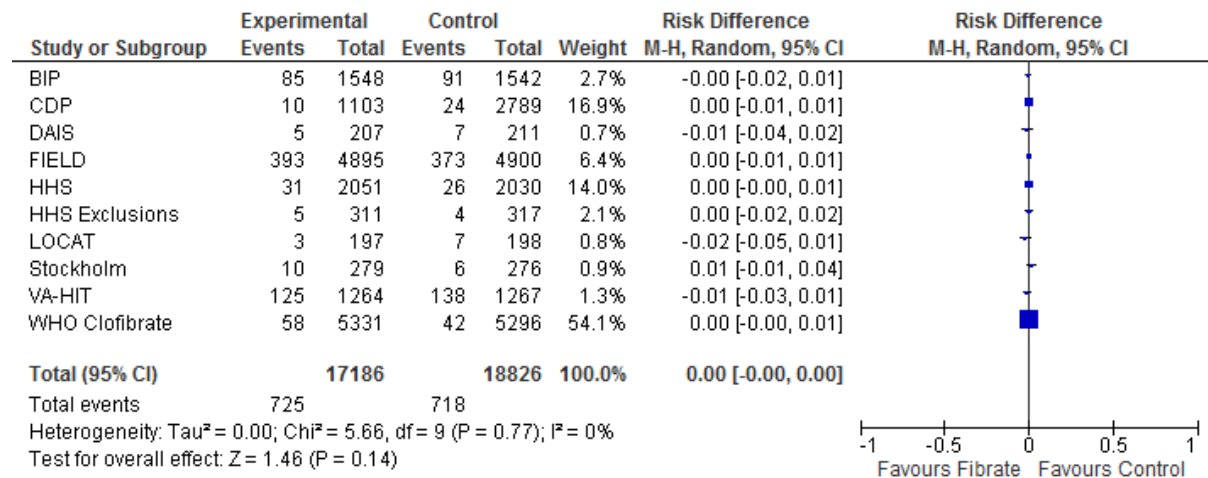 Experimental Control Risk Difference Risk Difference
Study or Subgroup Events Total Events Total Weight M-H, Random, 95% CI M-H, Random, 95% CI
BIP 85 1548 91 1542 2.7% -0.00 [-0.02, 0.01]
CDP 10 1103 24 2789 16.9% 0.00 [-0.01, 0.01]
DAIS 5 207 7 211 0.7% -0.01 [-0.04, 0.02]
FIELD 393 4895 373 4900 6.4% 0.00 [-0.01, 0.01]
HHS 31 2051 26 2030 14.0% 0.00 [-0.00, 0.01]
HHS Exclusions 5 311 4 317 2.1% 0.00 [-0.02, 0.02]
LOCAT 3 197 7 198 0.8% -0.02 [-0.05, 0.01]
Stockholm 10 279 6 276 0.9% 0.01 [-0.01, 0.04]
VA-HIT 125 1264 138 1267 1.3% -0.01 [-0.03, 0.01]
WHO Clofibrate 58 5331 42 5296 54.1% 0.00 [-0.00, 0.01]
Total (95% CI) 17186 18826 100.0% 0.00 [-0.00, 0.00]
Total events 725 718
Heterogeneity: Tau² = 0.00; Chi² = 5.66, df = 9 (P = 0.77); I² = 0%
Test for overall effect: Z = 1.46 (P = 0.14)
-1 -0.5 0 0.5 1
Favours Fibrate Favours Control